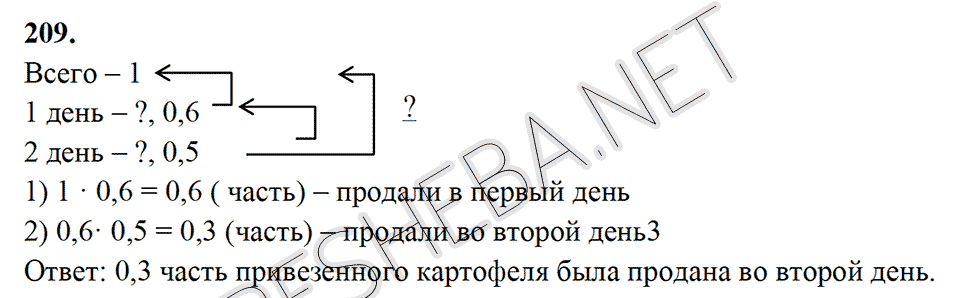 209.
Всего – 1
1 день – ?, 0,6
?
2 день – ?, 0,5
1) 1 · 0,6 = 0,6 ( часть) – продали в первый день
2) 0,6· 0,5 = 0,3 (часть) – продали во второй день3
Ответ: 0,3 часть привезенного картофеля была продана во второй день.
RESHEBA.NET